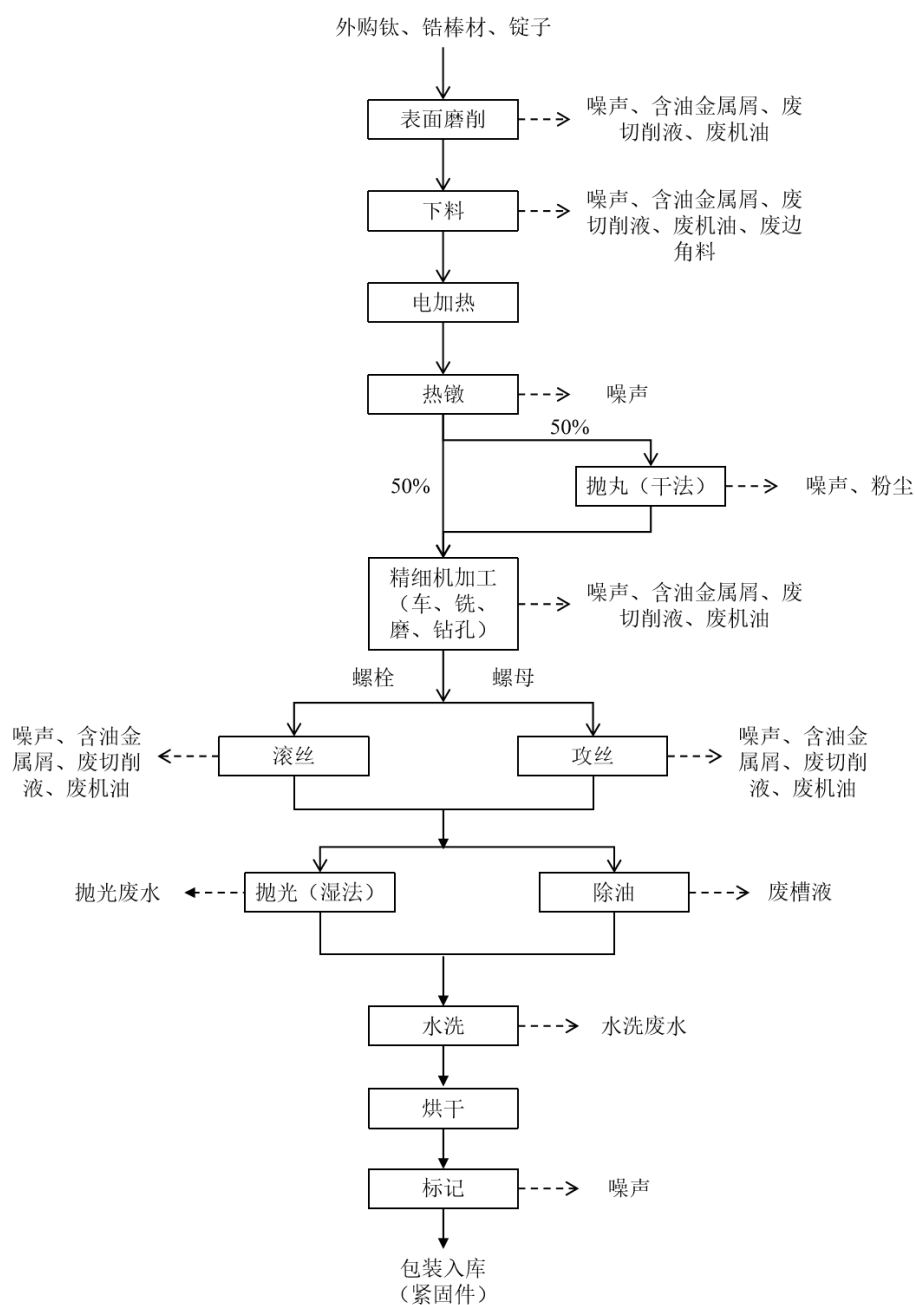 外购钛、锆棒材、锭子
表面磨削
噪声、含油金属屑、废
切削液、废机油
下料
噪声、含油金属屑、废
切削液、废机油、废边
角料
电加热
热镦
噪声
50%
50%
抛丸（干法）
噪声、粉尘
精细机加工
（车、铣、
磨、钻孔）
噪声、含油金属屑、废
切削液、废机油
螺栓
螺母
噪声、含油金
属屑、废切削
液、废机油
滚丝
攻丝
噪声、含油金
属屑、废切削
液、废机油
抛光废水
抛光（湿法）
除油
废槽液
水洗
水洗废水
烘干
标记
噪声
包装入库
（紧固件）